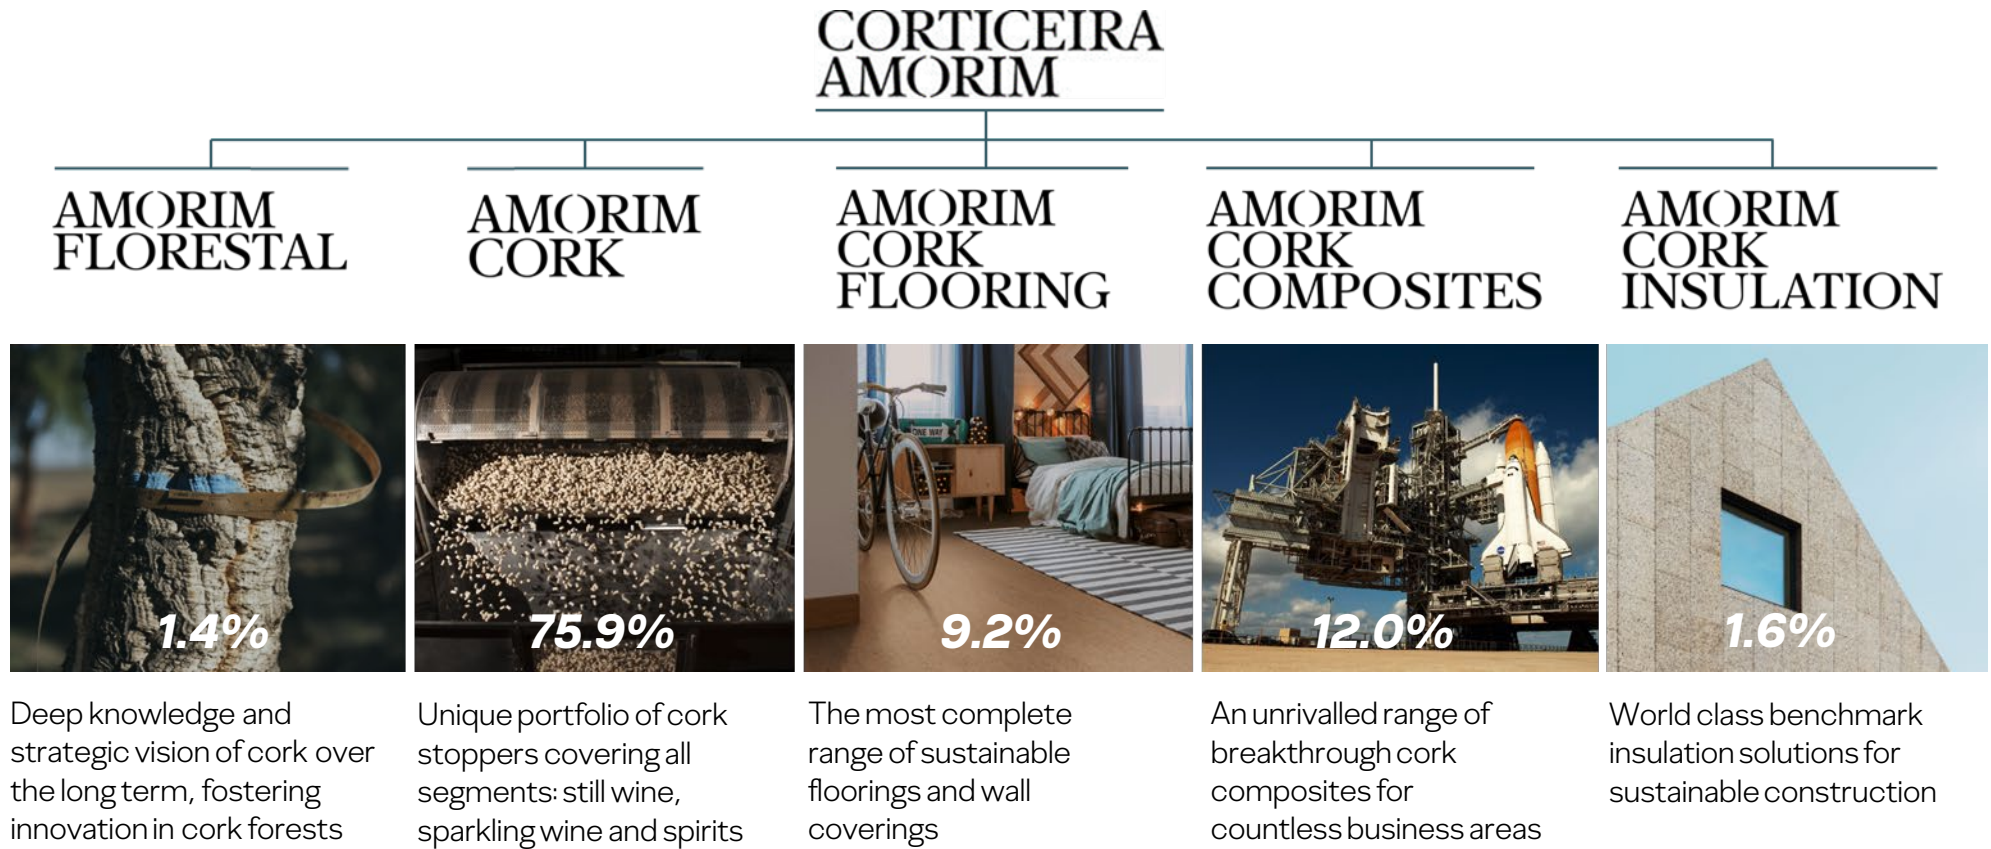 CORTICEIRA
AMORIM
AMORIM
FLORESTAL
AMORIM
CORK
AMORIM
CORK
FLOORING
AMORIM
CORK
COMPOSITES
AMORIM
CORK
INSULATION
ONE WAY
1.4%
75.9%
9.2%
12.0%
1.6%
Deep knowledge and
strategic vision of cork over
the long term, fostering
innovation in cork forests
Unique portfolio of cork
stoppers covering all
segments: still wine,
sparkling wine and spirits
The most complete
range of sustainable
floorings and wall
coverings
An unrivalled range of
breakthrough cork
composites for
countless business areas
World class benchmark
insulation solutions for
sustainable construction